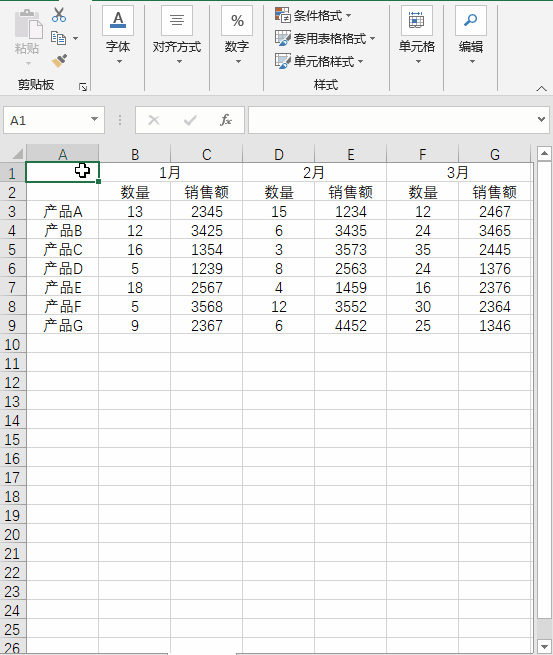 粘贴
剪贴板
A
字体
对齐方式
%
数字
条件格式
套用表格格式
单元格样式
样式
单元格
编辑
A1
fx
A B C D E F G
1 1月 2月 3月
2 数量 销售额 数量 销售额 数量 销售额
3 产品A 13 2345 15 1234 12 2467
4 产品B 12 3425 6 3435 24 3465
5 产品C 16 1354 3 3573 35 2445
6 产品D 5 1239 8 2563 24 1376
7 产品E 18 2567 4 1459 16 2376
8 产品F 5 3568 12 3552 30 2364
9 产品G 9 2367 6 4452 25 1346
10
11
12
13
14
15
16
17
18
19
20
21
22
23
24
25
26